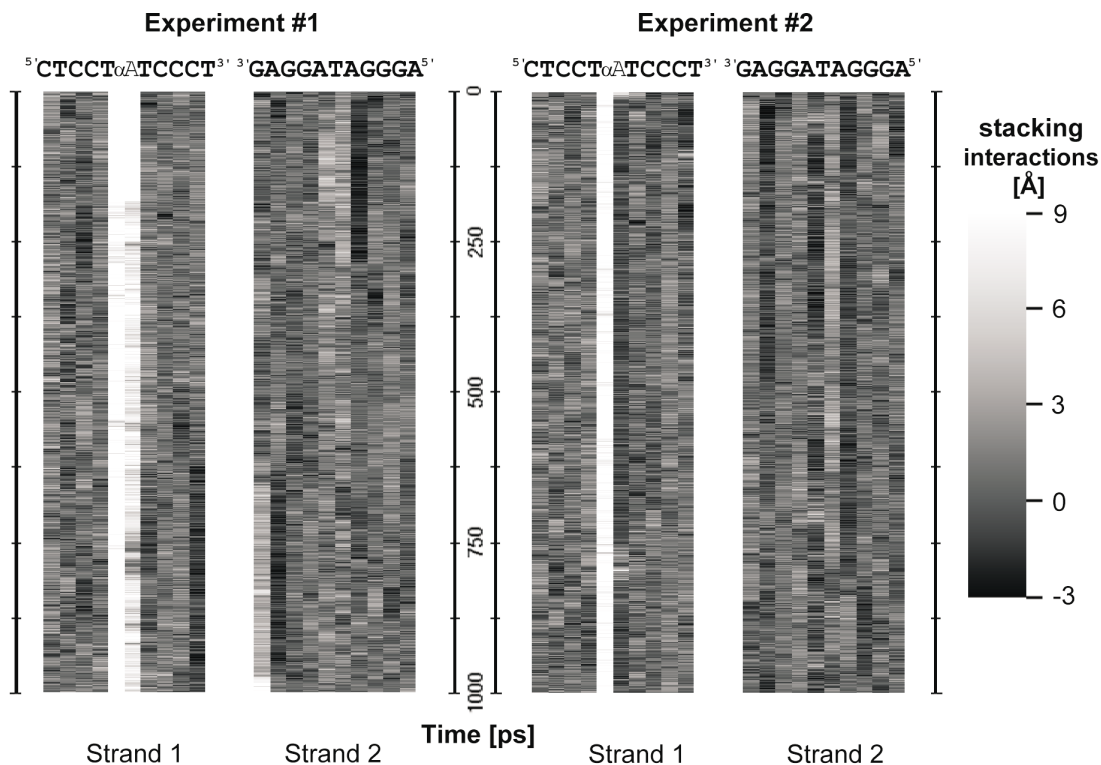 Experiment #1
Experiment #2
5'CTCCTαATCCCT3' 3'GAGGATAGGGA5'
5'CTCCTαATCCCT3' 3'GAGGATAGGGA5'
stacking
interactions
[Å]
9
6
3
0
-3
0
250
500
750
1000
Time [ps]
Strand 1
Strand 2
Strand 1
Strand 2